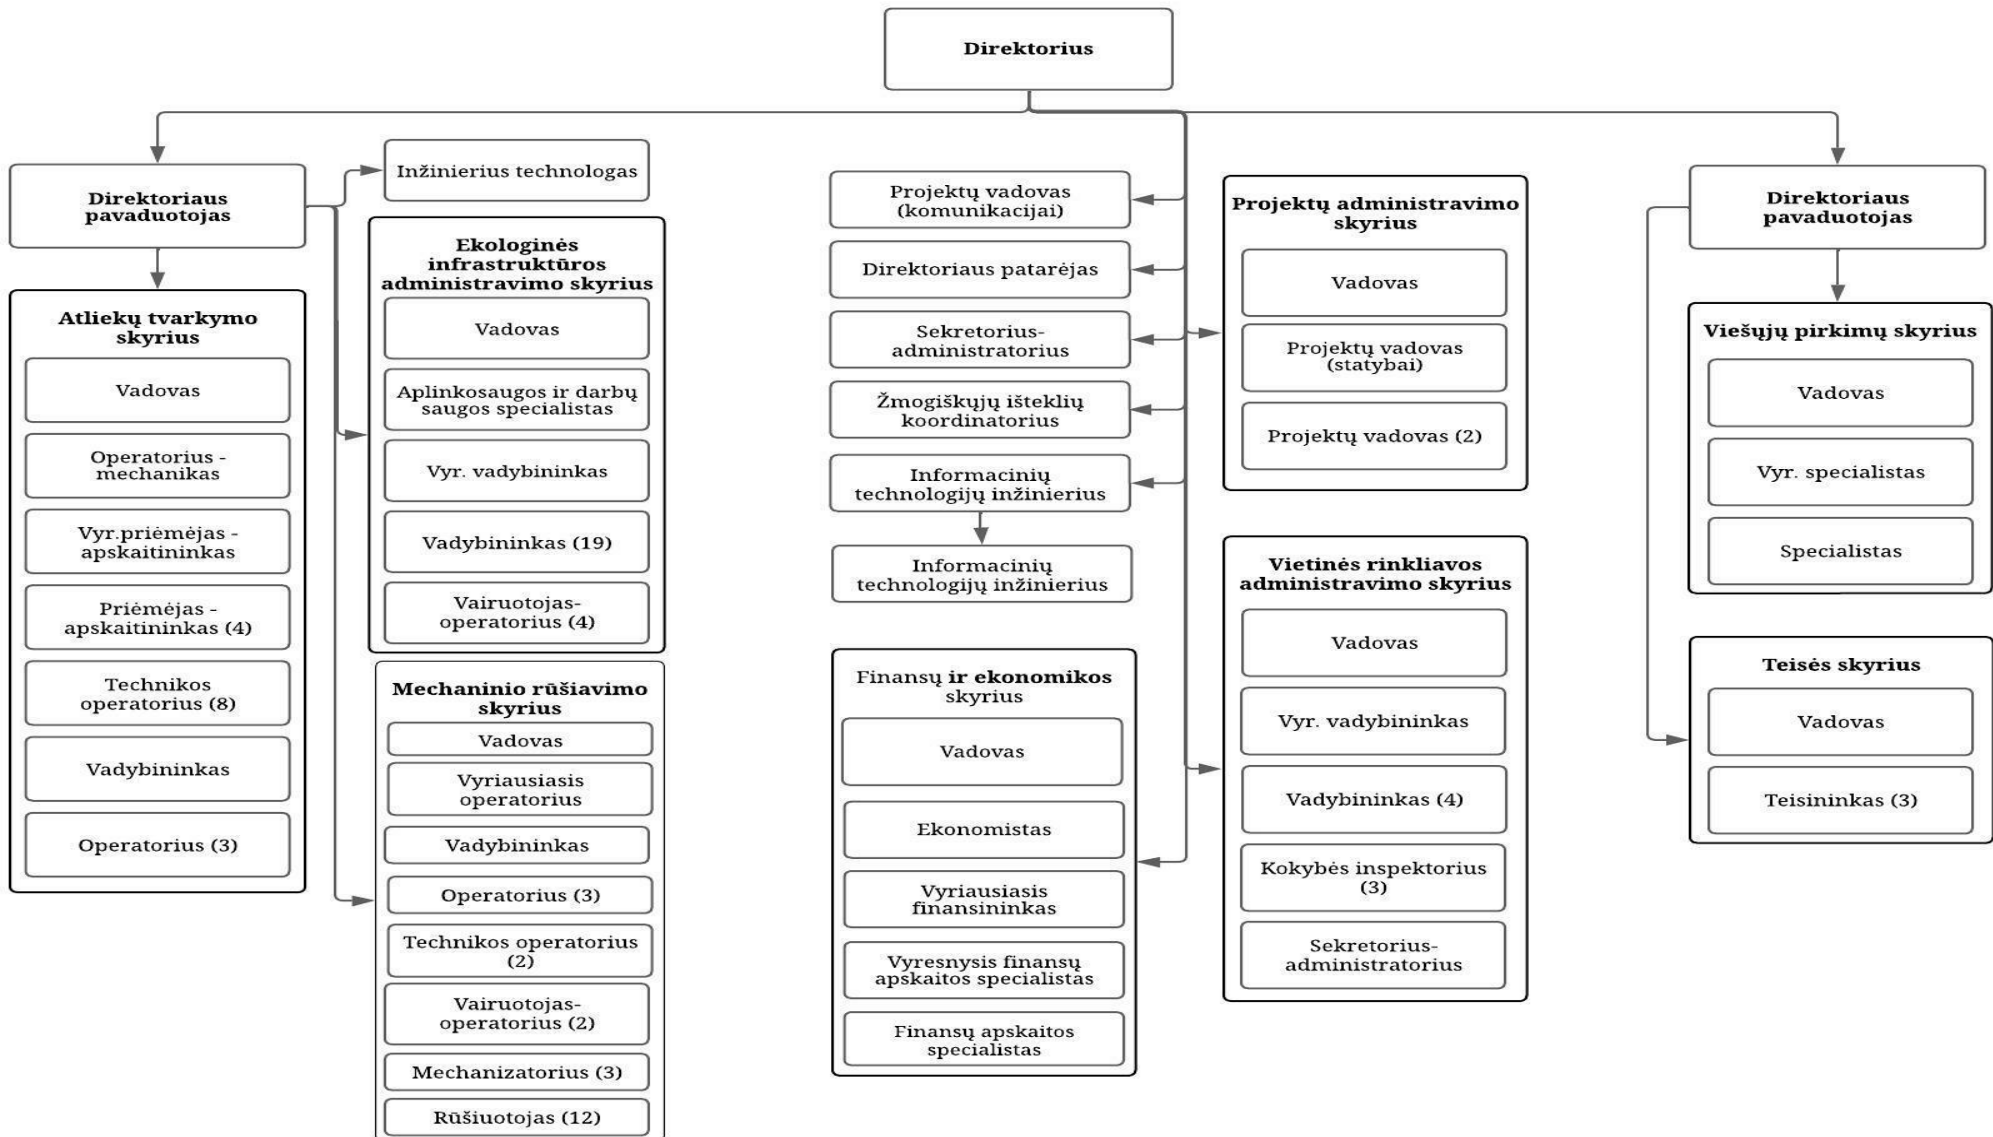 Direktorius
Direktoriaus
pavaduotojas
Atliekų tvarkymo
skyrius
Vadovas
Operatorius -
mechanikas
Vyr.priėmėjas -
apskaitininkas
Priėmėjas -
apskaitininkas (4)
Technikos
operatorius (8)
Vadybininkas
Operatorius (3)
Inžinierius technologas
Ekologinės
infrastruktūros
administravimo skyrius
Vadovas
Aplinkosaugos ir darbų
saugos specialistas
Vyr. vadybininkas
Vadybininkas (19)
Vairuotojas-
operatorius (4)
Mechaninio rūšiavimo
skyrius
Vadovas
Vyriausiasis
operatorius
Vadybininkas
Operatorius (3)
Technikos operatorius
(2)
Vairuotojas-
operatorius (2)
Mechanizatorius (3)
Rūšiuotojas (12)
Projektų vadovas
(komunikacijai)
Direktoriaus patarėjas
Sekretorius-
administratorius
Žmogiškųjų išteklių
koordinatorius
Informacinių
technologijų inžinierius
Informacinių
technologijų inžinierius
Finansų ir ekonomikos
skyrius
Vadovas
Ekonomistas
Vyriausiasis
finansininkas
Vyresnysis finansų
apskaitos specialistas
Finansų apskaitos
specialistas
Projektų administravimo
skyrius
Vadovas
Projektų vadovas
(statybai)
Projektų vadovas (2)
Vietinės rinkliavos
administravimo skyrius
Vadovas
Vyr. vadybininkas
Vadybininkas (4)
Kokybės inspektorius
(3)
Sekretorius-
administratorius
Direktoriaus
pavaduotojas
Viešųjų pirkimų skyrius
Vadovas
Vyr. specialistas
Specialistas
Teisės skyrius
Vadovas
Teisininkas (3)